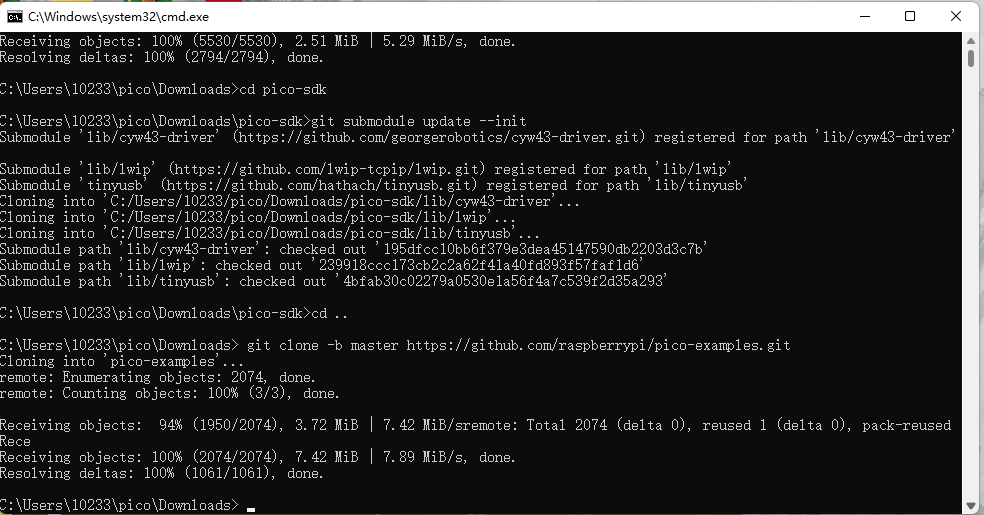 C:\Windows\system32\cmd.exe
Receiving objects: 100% (5530/5530), 2.51 MiB | 5.29 MiB/s, done.
Resolving deltas: 100% (2794/2794), done.
C:\Users\10233\pico\Downloads>cd pico-sdk
C:\Users\10233\pico\Downloads\pico-sdk>git submodule update --init
Submodule 'lib/cyw43-driver' (https://github.com/georgerobotics/cyw43-driver.git) registered for path 'lib/cyw43-driver'
Submodule 'lib/lwip' (https://github.com/lwip-tcpip/lwip.git) registered for path 'lib/lwip'
Submodule 'tinyusb' (https://github.com/hathach/tinyusb.git) registered for path 'lib/tinyusb'
Cloning into 'C:/Users/10233/pico/Downloads/pico-sdk/lib/cyw43-driver'...
Cloning into 'C:/Users/10233/pico/Downloads/pico-sdk/lib/lwip'...
Cloning into 'C:/Users/10233/pico/Downloads/pico-sdk/lib/tinyusb'...
Submodule path 'lib/cyw43-driver': checked out '195dfcc10bb6f379e3dea45147590db2203d3c7b'
Submodule path 'lib/lwip': checked out '239918ccc173cb2c2a62f41a40fd893f57faf1d6'
Submodule path 'lib/tinyusb': checked out '4bfab30c02279a0530e1a56f4a7c539f2d35a293'
C:\Users\10233\pico\Downloads\pico-sdk>cd ..
C:\Users\10233\pico\Downloads> git clone -b master https://github.com/raspberrypi/pico-examples.git
Cloning into 'pico-examples'...
remote: Enumerating objects: 2074, done.
remote: Counting objects: 100% (3/3), done.
Receiving objects:  94% (1950/2074), 3.72 MiB | 7.42 MiB/sremote: Total 2074 (delta 0), reused 1 (delta 0), pack-reused
Rece
Receiving objects: 100% (2074/2074), 7.42 MiB | 7.89 MiB/s, done.
Resolving deltas: 100% (1061/1061), done.
C:\Users\10233\pico\Downloads>